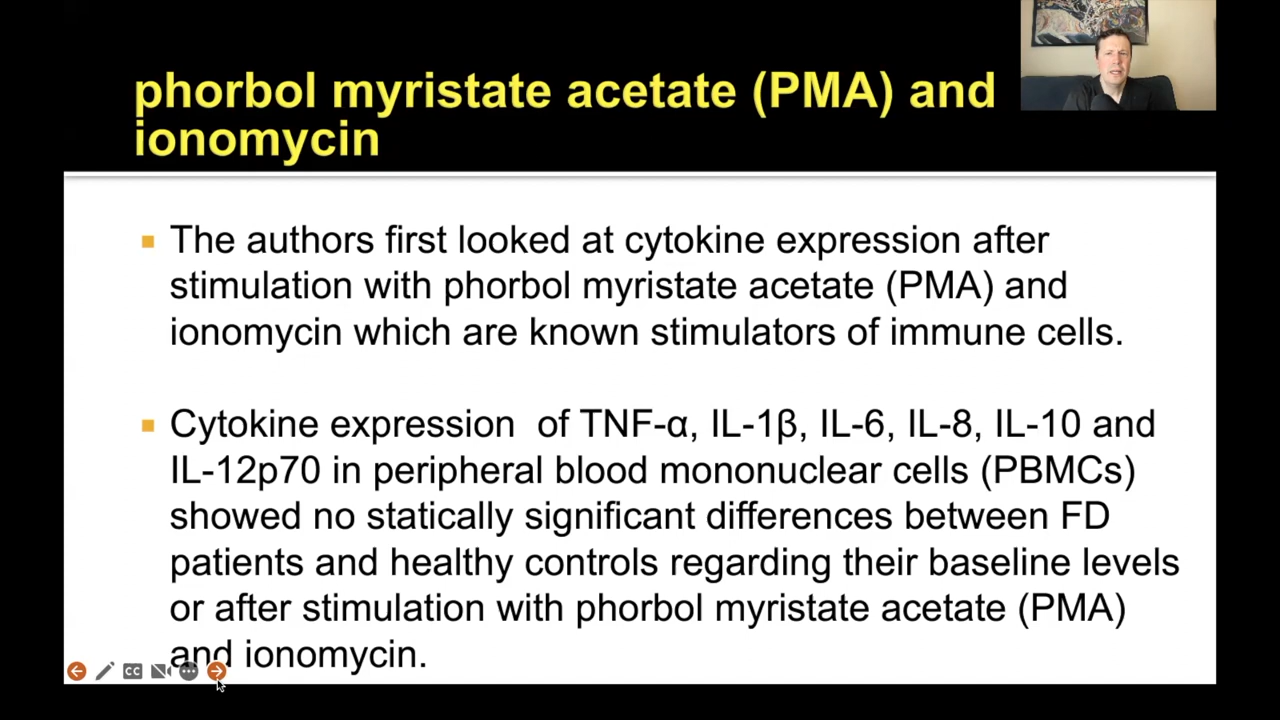 phorbol myristate acetate (PMA) and
ionomycin
The authors first looked at cytokine expression after
stimulation with phorbol myristate acetate (PMA) and
ionomycin which are known stimulators of immune cells.
Cytokine expression  of TNF-α, IL-1β, IL-6, IL-8, IL-10 and
IL-12p70 in peripheral blood mononuclear cells (PBMCs)
showed no statically significant differences between FD
patients and healthy controls regarding their baseline levels
or after stimulation with phorbol myristate acetate (PMA)
and ionomycin.
CC